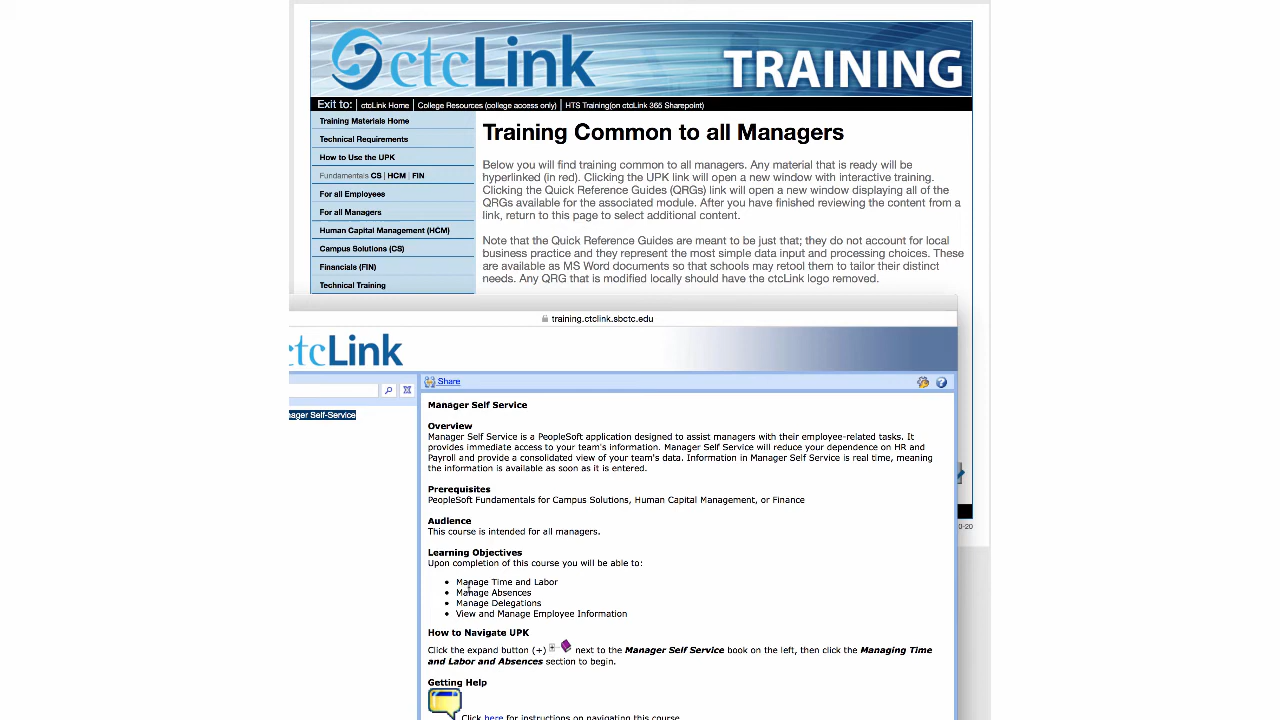 ctcLink TRAINING
Exit to: ctcLink Home College Resources (college access only) HTS Training(on ctcLink 365 Sharepoint)
Training Materials Home
Technical Requirements
How to Use the UPK
Fundamentals CS | HCM | FIN
For all Employees
For all Managers
Human Capital Management (HCM)
Campus Solutions (CS)
Financials (FIN)
Technical Training
Training Common to all Managers
Below you will find training common to all managers. Any material that is ready will be
hyperlinked (in red). Clicking the UPK link will open a new window with interactive training.
Clicking the Quick Reference Guides (QRGs) link will open a new window displaying all of the
QRGs available for the associated module. After you have finished reviewing the content from a
link, return to this page to select additional content.
Note that the Quick Reference Guides are meant to be just that; they do not account for local
business practice and they represent the most simple data input and processing choices. These
are available as MS Word documents so that schools may retool them to tailor their distinct
needs. Any QRG that is modified locally should have the ctcLink logo removed.
training.ctclink.sbctc.edu
ctcLink
Share
ager Self-Service
Manager Self Service
Overview
Manager Self Service is a PeopleSoft application designed to assist managers with their employee-related tasks. It
provides immediate access to your team's information. Manager Self Service will reduce your dependence on HR and
Payroll and provide a consolidated view of your team's data. Information in Manager Self Service is real time, meaning
the information is available as soon as it is entered.
Prerequisites
PeopleSoft Fundamentals for Campus Solutions, Human Capital Management, or Finance
Audience
This course is intended for all managers.
Learning Objectives
Upon completion of this course you will be able to:
• Manage Time and Labor
• Manage Absences
• Manage Delegations
• View and Manage Employee Information
How to Navigate UPK
Click the expand button (+) next to the Manager Self Service book on the left, then click the Managing Time
and Labor and Absences section to begin.
Getting Help
Click here for instructions on navigating this course.
0-20